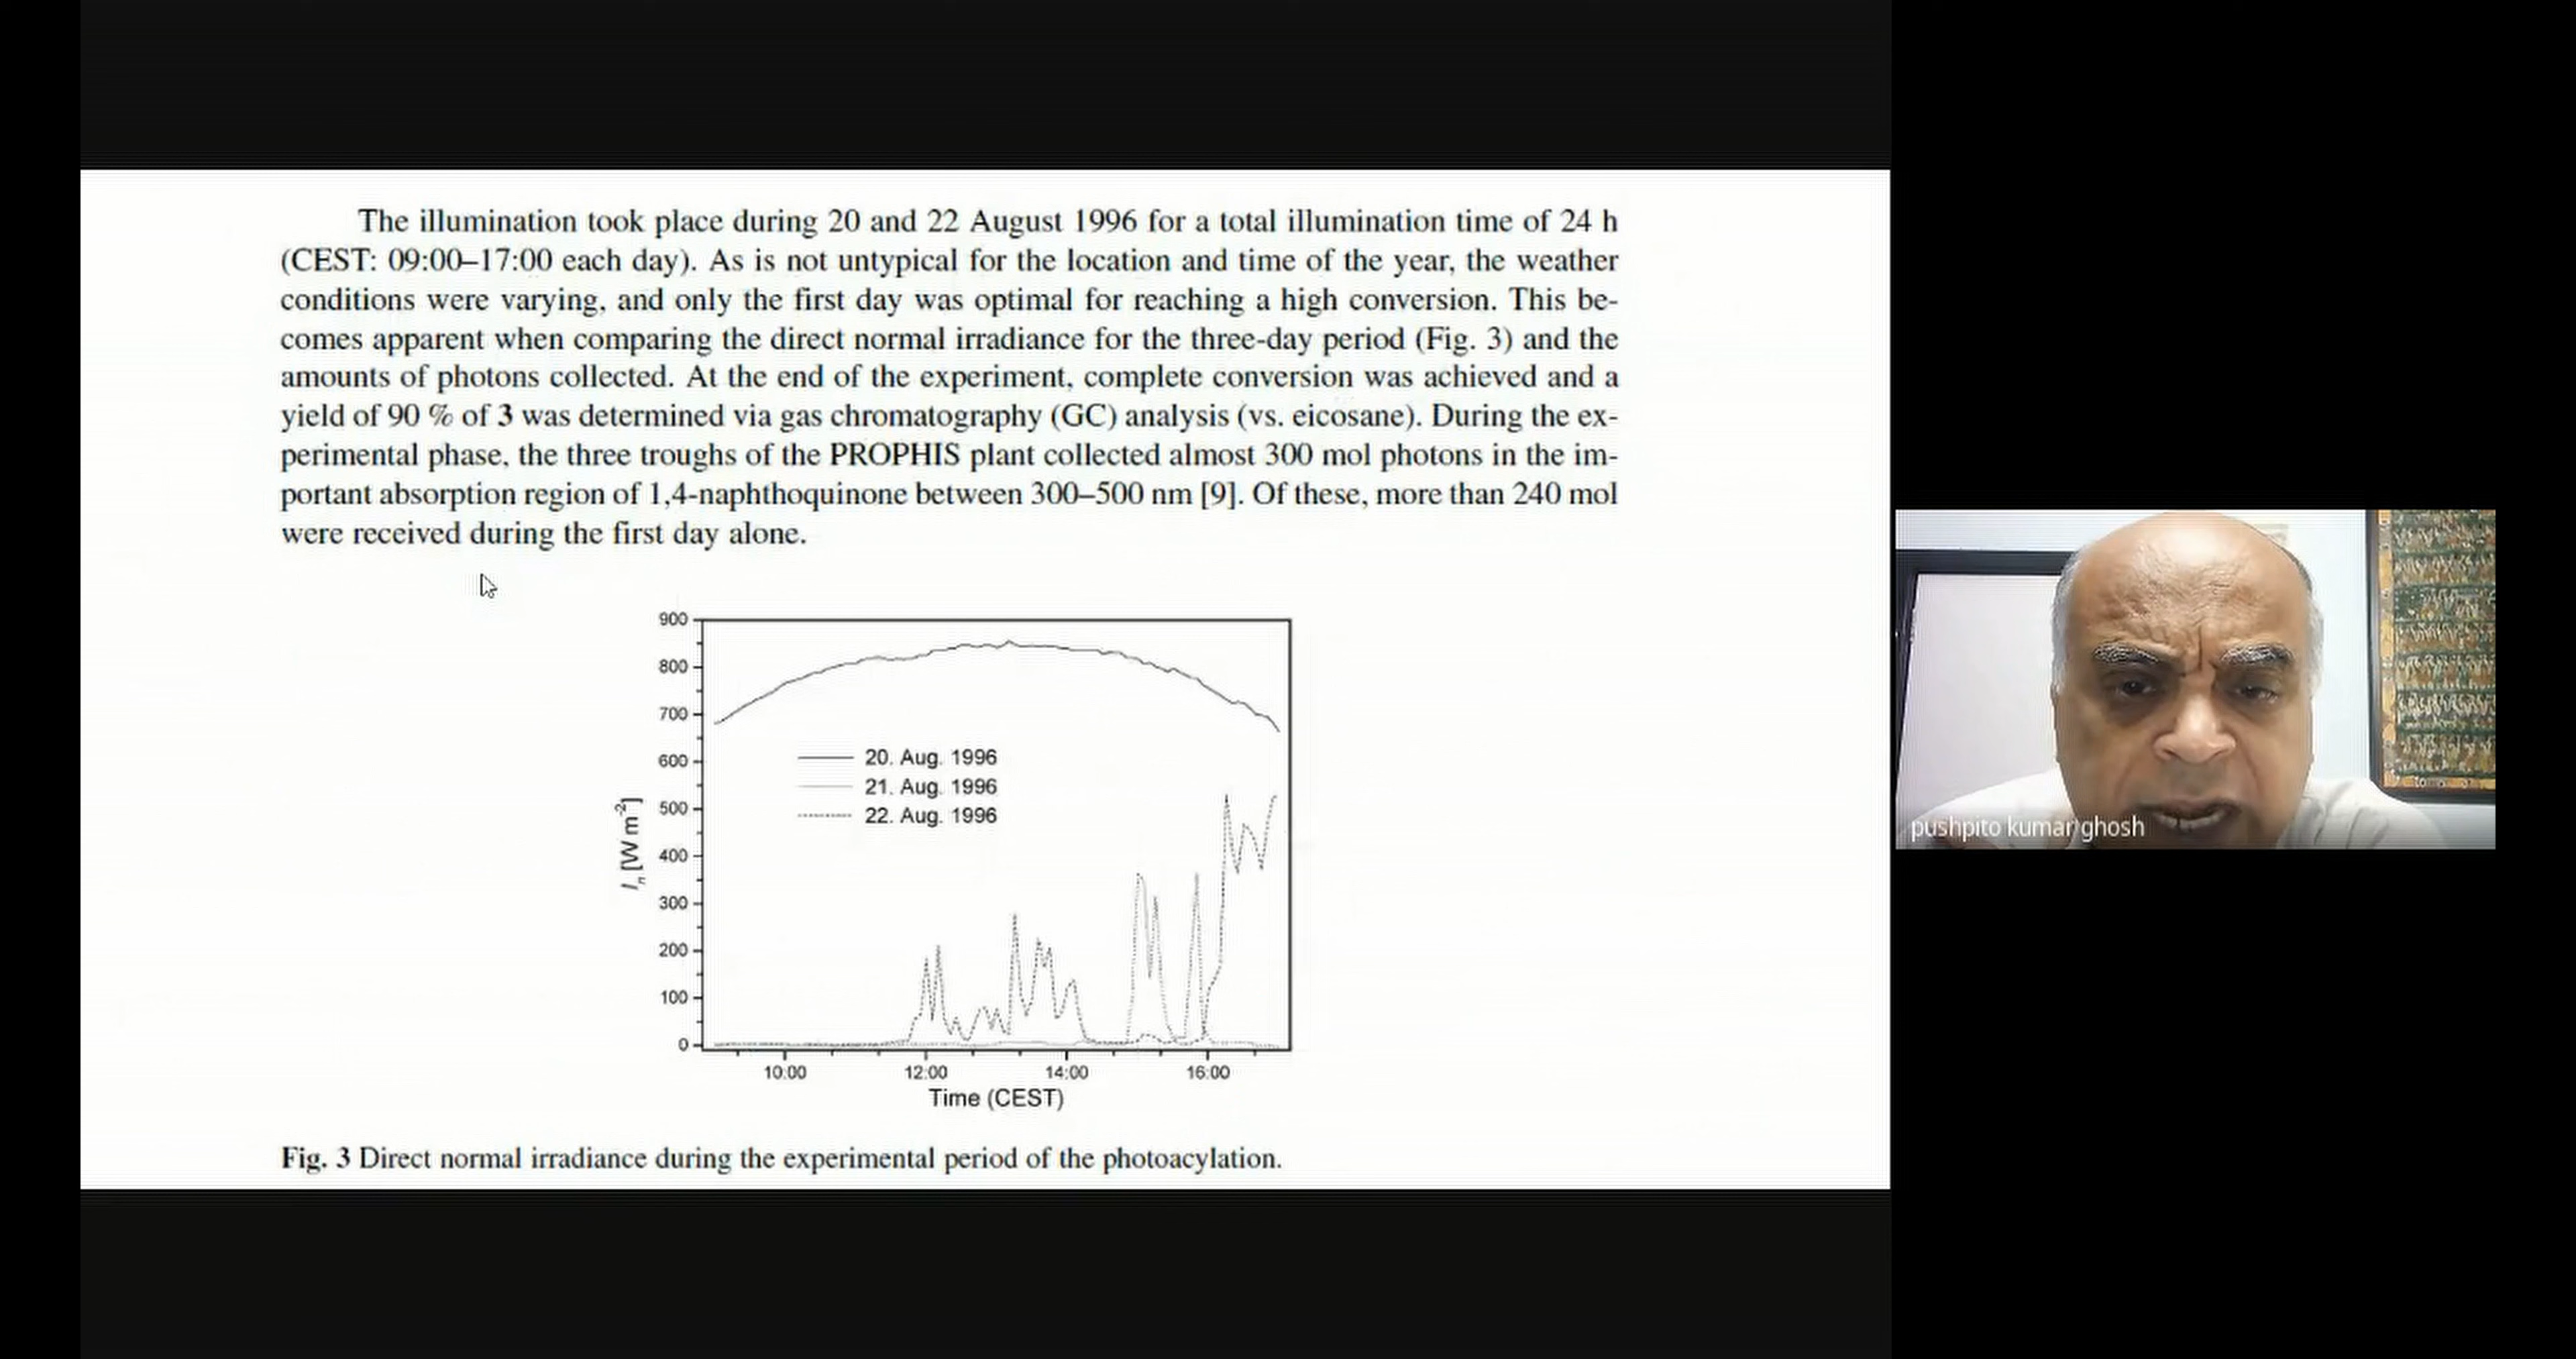 The illumination took place during 20 and 22 August 1996 for a total illumination time of 24 h
(CEST: 09:00–17:00 each day). As is not untypical for the location and time of the year, the weather
conditions were varying, and only the first day was optimal for reaching a high conversion. This be-
comes apparent when comparing the direct normal irradiance for the three-day period (Fig. 3) and the
amounts of photons collected. At the end of the experiment, complete conversion was achieved and a
yield of 90 % of 3 was determined via gas chromatography (GC) analysis (vs. eicosane). During the ex-
perimental phase, the three troughs of the PROPHIS plant collected almost 300 mol photons in the im-
portant absorption region of 1,4-naphthoquinone between 300–500 nm [9]. Of these, more than 240 mol
were received during the first day alone.
900
800
700
600
500
400
300
200
100
0
I_n [W m^-2]
20. Aug. 1996
21. Aug. 1996
22. Aug. 1996
10:00 12:00 14:00 16:00
Time (CEST)
Fig. 3 Direct normal irradiance during the experimental period of the photoacylation.
pushpito kumar ghosh